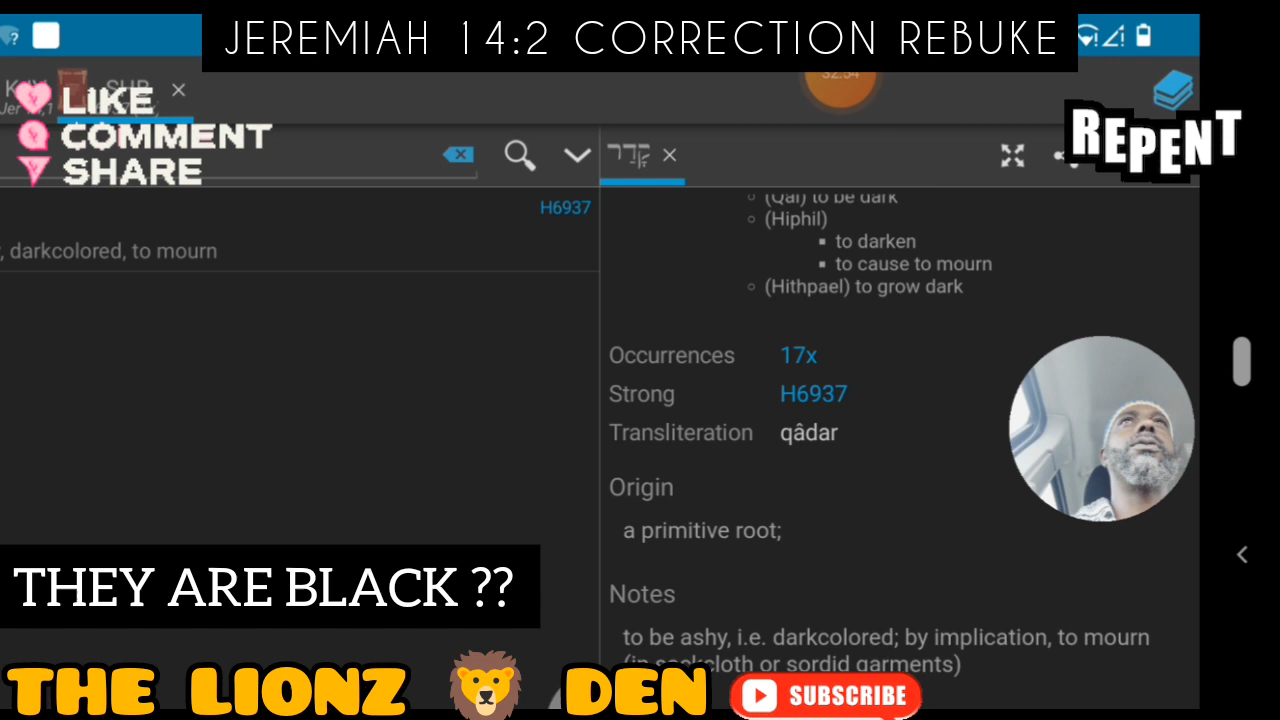 JEREMIAH 14:2 CORRECTION REBUKE
32:54
LIKE
COMMENT
SHARE
REPENT
קָדַר
H6937
, darkcolored, to mourn
(Qal) to be dark
(Hiphil)
to darken
to cause to mourn
(Hithpael) to grow dark
Occurrences 17x
Strong H6937
Transliteration qâdar
Origin
a primitive root;
Notes
to be ashy, i.e. darkcolored; by implication, to mourn
(in sackcloth or sordid garments)
THEY ARE BLACK ??
THE LIONZ DEN
SUBSCRIBE